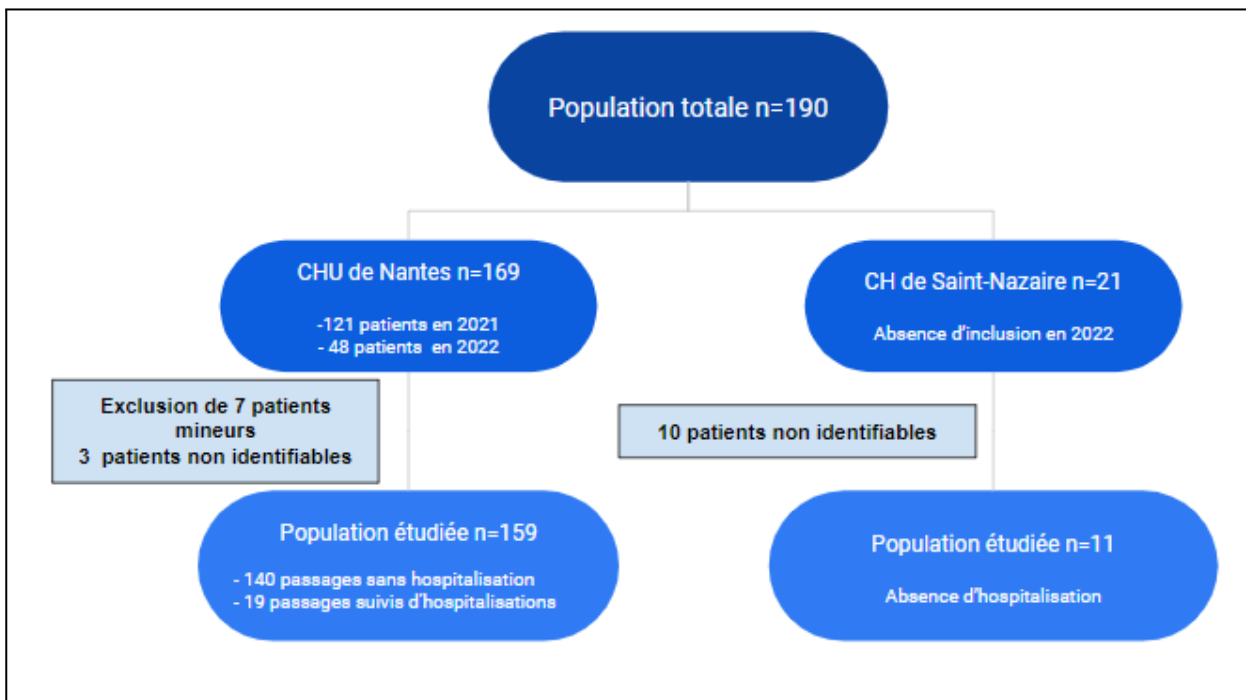 Population totale n=190
CHU de Nantes n=169
-121 patients en 2021
- 48 patients en 2022
CH de Saint-Nazaire n=21
Absence d'inclusion en 2022
Exclusion de 7 patients
mineurs
3 patients non identifiables
10 patients non identifiables
Population étudiée n=159
- 140 passages sans hospitalisation
- 19 passages suivis d'hospitalisations
Population étudiée n=11
Absence d'hospitalisation